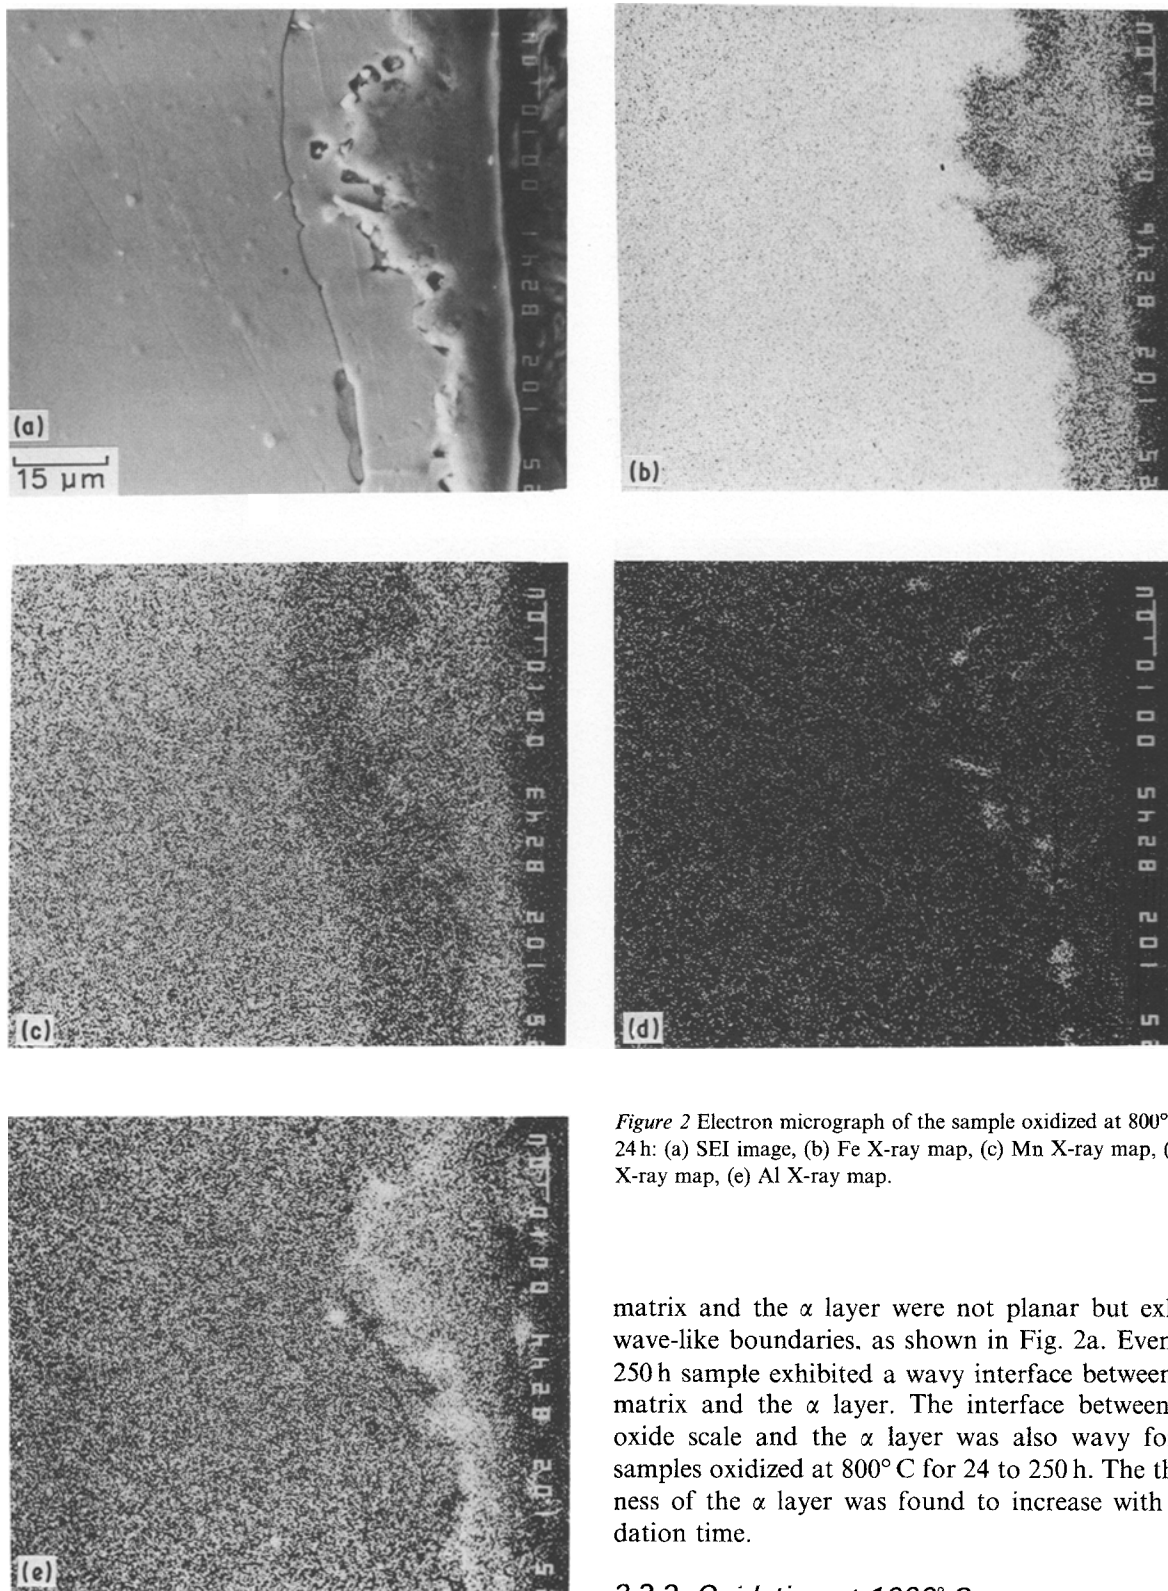 (a)
15 μm
(b)
(c)
(d)
(e)
Figure 2 Electron micrograph of the sample oxidized at 800°
24 h: (a) SEI image, (b) Fe X-ray map, (c) Mn X-ray map, (
X-ray map, (e) Al X-ray map.
matrix and the α layer were not planar but
wave-like boundaries, as shown in Fig. 2a. Even
250 h sample exhibited a wavy interface between
matrix and the α layer. The interface between
oxide scale and the α layer was also wavy fo
samples oxidized at 800° C for 24 to 250 h. The
ness of the α layer was found to increase with
dation time.